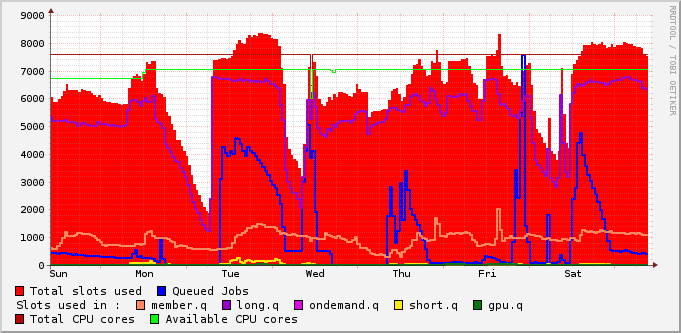 9000
8000
7000
6000
5000
4000
3000
2000
1000
0
Sun Mon Tue Wed Thu Fri Sat
RRDTOOL / TOBI OETIKER
Total slots used Queued Jobs
Slots used in : member.q long.q ondemand.q short.q gpu.q
Total CPU cores Available CPU cores